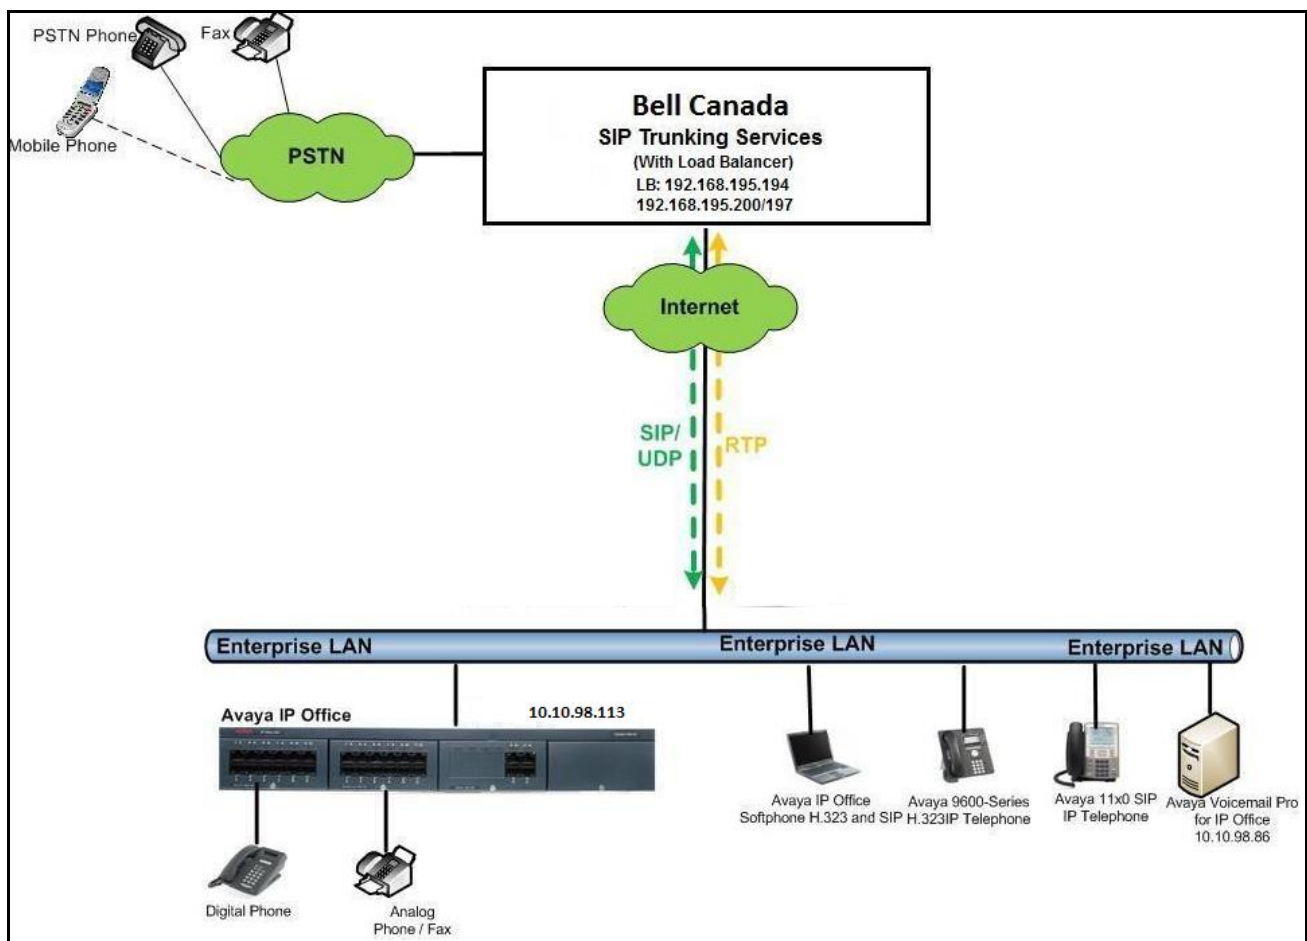 PSTN Phone
Fax
Mobile Phone
PSTN
Bell Canada
SIP Trunking Services
(With Load Balancer)
LB: 192.168.195.194
192.168.195.200/197
Internet
SIP/
UDP
RTP
Enterprise LAN
Enterprise LAN
Enterprise LAN
Avaya IP Office
10.10.98.113
Digital Phone
Analog
Phone / Fax
Avaya IP Office
Softphone H.323 and SIP
Avaya 9600-Series
H.323IP Telephone
Avaya 11x0 SIP
IP Telephone
Avaya Voicemail Pro
for IP Office
10.10.98.86